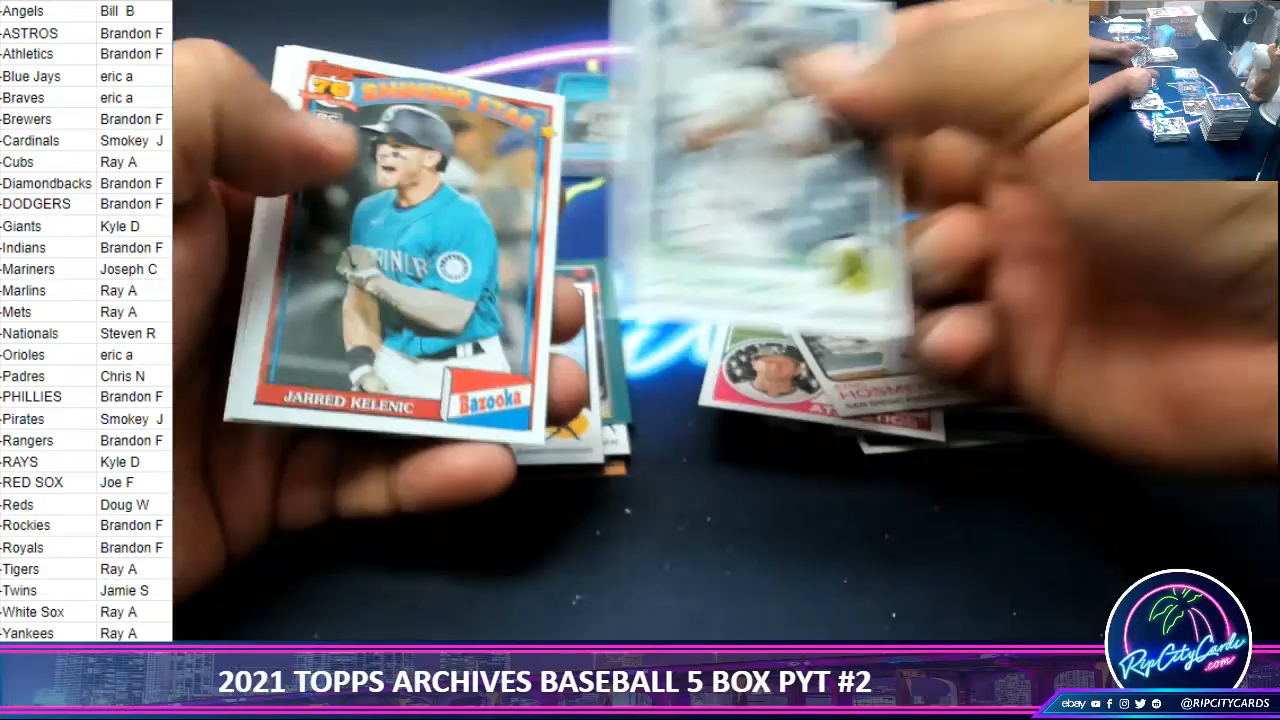 -Angels Bill B
-ASTROS Brandon F
-Athletics Brandon F
-Blue Jays eric a
-Braves eric a
-Brewers Brandon F
-Cardinals Smokey J
-Cubs Ray A
-Diamondbacks Brandon F
-DODGERS Brandon F
-Giants Kyle D
-Indians Brandon F
-Mariners Joseph C
-Marlins Ray A
-Mets Ray A
-Nationals Steven R
-Orioles eric a
-Padres Chris N
-PHILLIES Brandon F
-Pirates Smokey J
-Rangers Brandon F
-RAYS Kyle D
-RED SOX Joe F
-Reds Doug W
-Rockies Brandon F
-Royals Brandon F
-Tigers Ray A
-Twins Jamie S
-White Sox Ray A
-Yankees Ray A
SHINING STAR
JARRED KELENIC
Bazooka
HOSMER
2021 TOPPS ARCHIVES BASEBALL 5 BOX PYT #2
RipCityCards
.com
ebay @RIPCITYCARDS